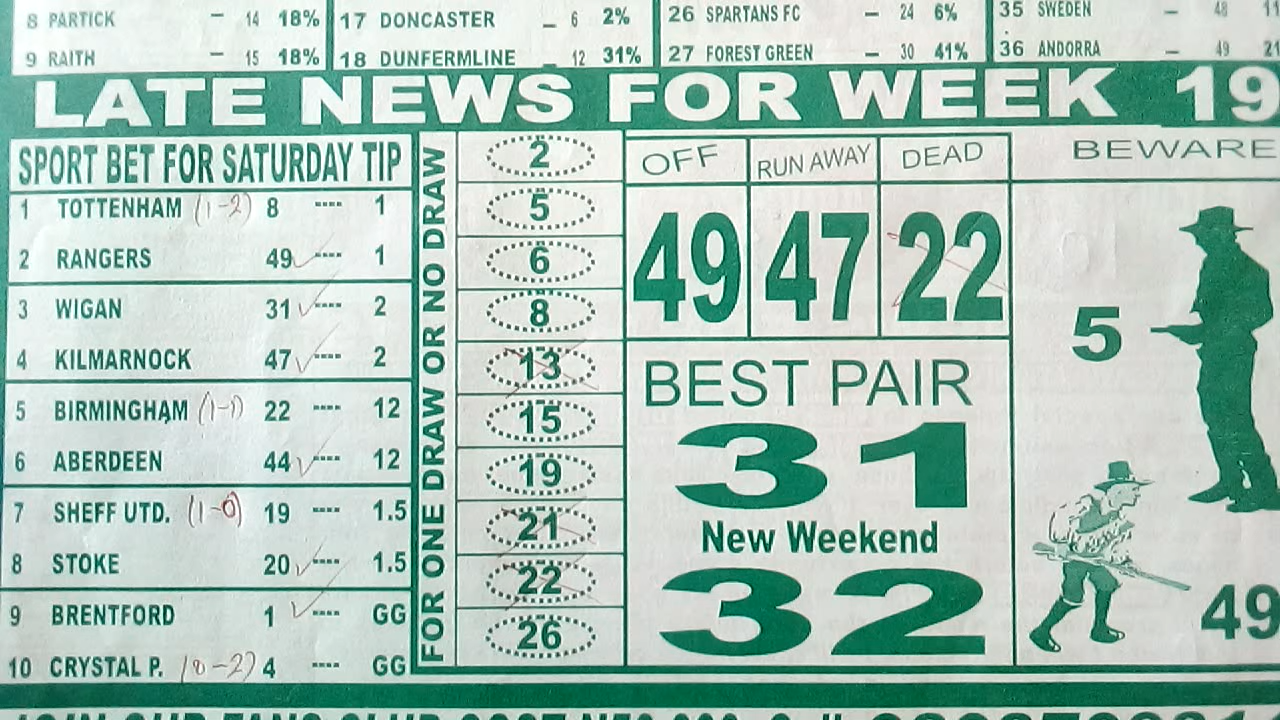 8 PARTICK – 14 18% 17 DONCASTER – 6 2% 26 SPARTANS FC – 24 6% 35 SWEDEN – 48 11
9 RAITH – 15 18% 18 DUNFERMLINE – 12 31% 27 FOREST GREEN – 30 41% 36 ANDORRA – 49 21
LATE NEWS FOR WEEK 19
SPORT BET FOR SATURDAY TIP
1 TOTTENHAM (1-2) 8 ---- 1
2 RANGERS 49 ---- 1
3 WIGAN 31 ---- 2
4 KILMARNOCK 47 ---- 2
5 BIRMINGHAM (1-1) 22 ---- 12
6 ABERDEEN 44 ---- 12
7 SHEFF UTD. (1-0) 19 ---- 1.5
8 STOKE 20 ---- 1.5
9 BRENTFORD 1 ---- GG
10 CRYSTAL P. (0-2) 4 ---- GG
FOR ONE DRAW OR NO DRAW
2
5
6
8
13
15
19
21
22
26
OFF RUN AWAY DEAD
49 47 22
BEST PAIR
31
New Weekend
32
BEWARE
5
49